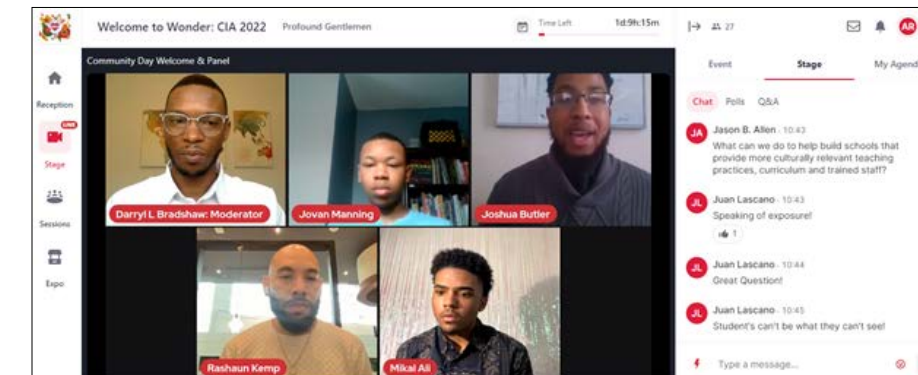 Welcome to Wonder: CIA 2022
Profound Gentlemen
Time Left
1d:9h:15m
27
AR
Community Day Welcome & Panel
Reception
LIVE
Stage
Sessions
Expo
Darryl L Bradshaw: Moderator
Jovan Manning
Joshua Butler
Rashaun Kemp
Mikal Ali
Event
Stage
My Agend
Chat
Polls
Q&A
JA
Jason B. Allen - 10:43
What can we do to help build schools that
provide more culturally relevant teaching
practices, curriculum and trained staff?
JL
Juan Lascano - 10:43
Speaking of exposure!
1
JL
Juan Lascano - 10:44
Great Question!
JL
Juan Lascano - 10:45
Student's can't be what they can't see!
Type a message...